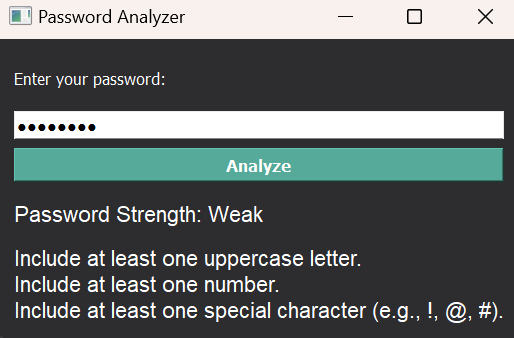 Password Analyzer
Enter your password:
••••••••
Analyze
Password Strength: Weak
Include at least one uppercase letter.
Include at least one number.
Include at least one special character (e.g., !, @, #).